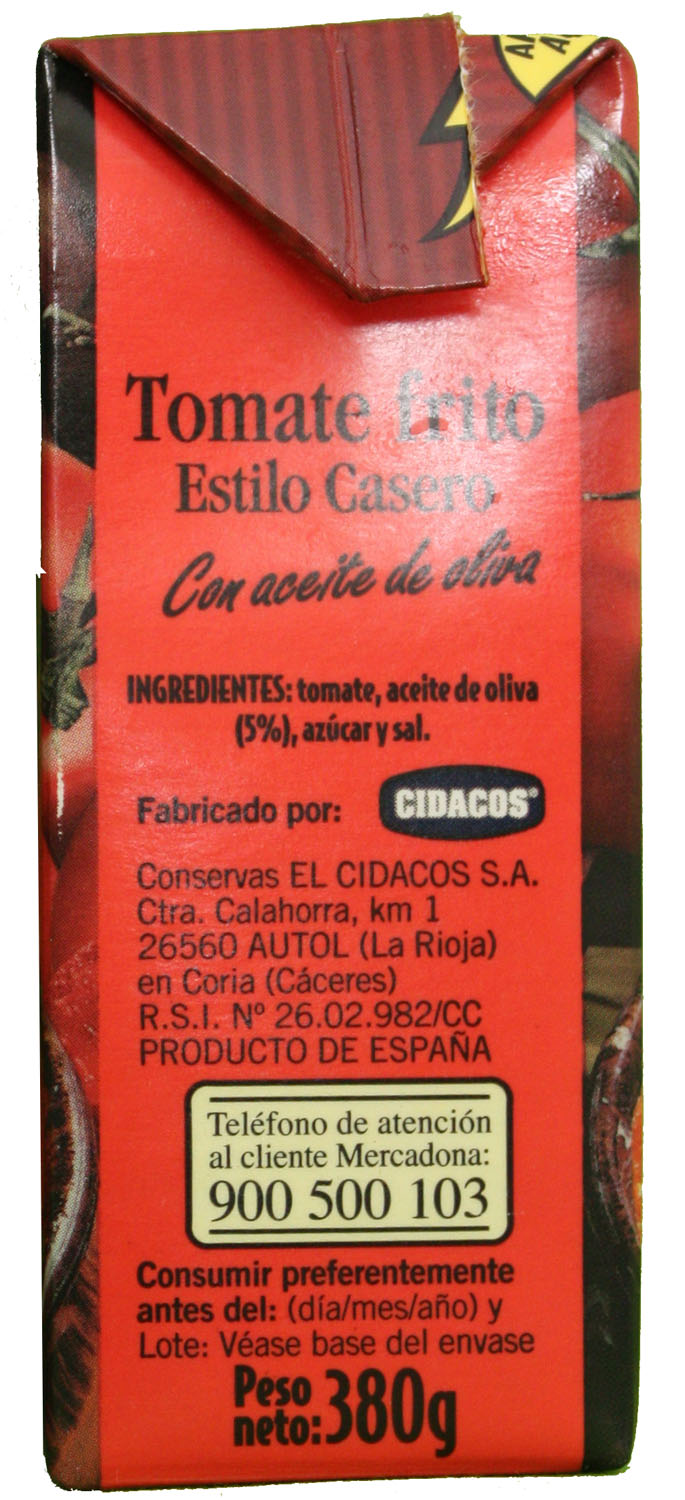 Tomate frito
Estilo Casero
Con aceite de oliva
INGREDIENTES: tomate, aceite de oliva
(5%), azúcar y sal.
Fabricado por: CIDACOS®
Conservas EL CIDACOS S.A.
Ctra. Calahorra, km 1
26560 AUTOL (La Rioja)
en Coria (Cáceres)
R.S.I. Nº 26.02.982/CC
PRODUCTO DE ESPAÑA
Teléfono de atención
al cliente Mercadona:
900 500 103
Consumir preferentemente
antes del: (día/mes/año) y
Lote: Véase base del envase
Peso
neto: 380g